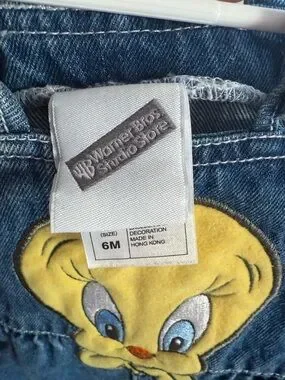 WB Warner Bros
Studio Store
(SIZE)
6M
DECORATION
MADE IN
HONG KONG